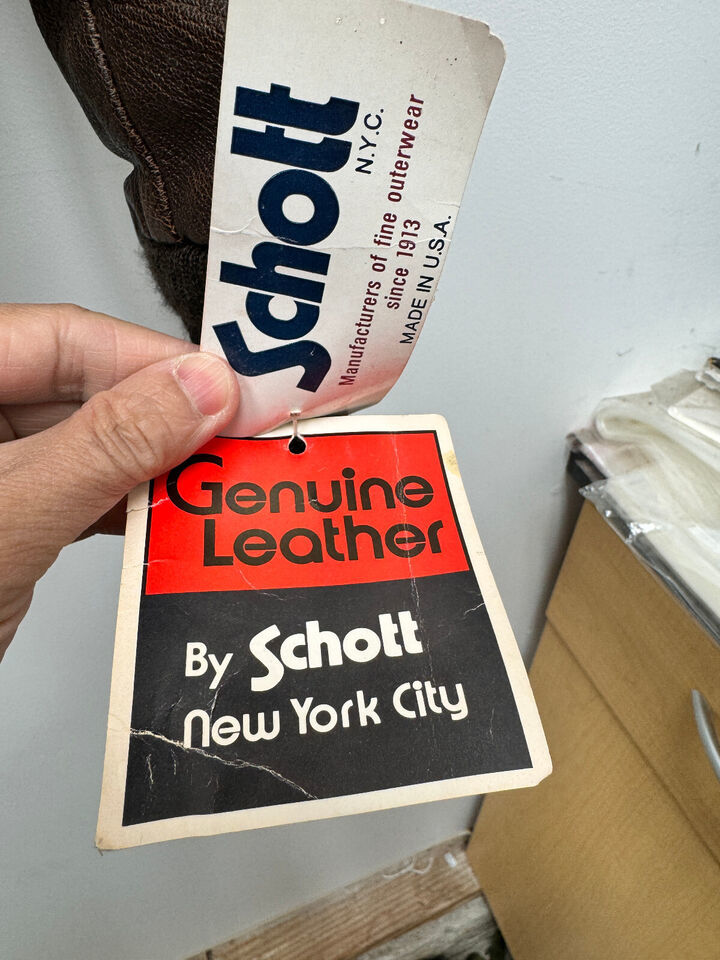 Schott
N.Y.C.
Manufacturers of fine outerwear
since 1913
MADE IN U.S.A.
Genuine
Leather
By Schott
New York City